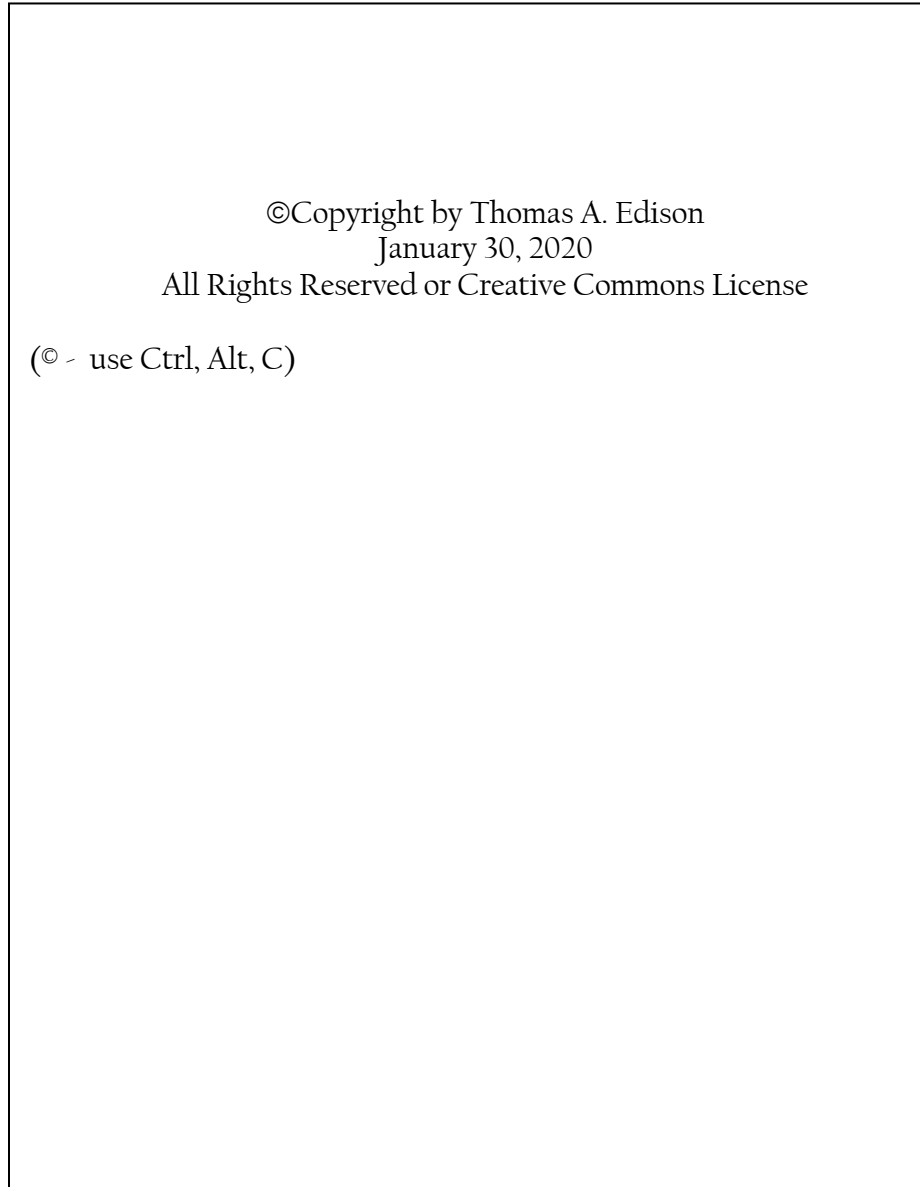 ©Copyright by Thomas A. Edison
January 30, 2020
All Rights Reserved or Creative Commons License
(© - use Ctrl, Alt, C)